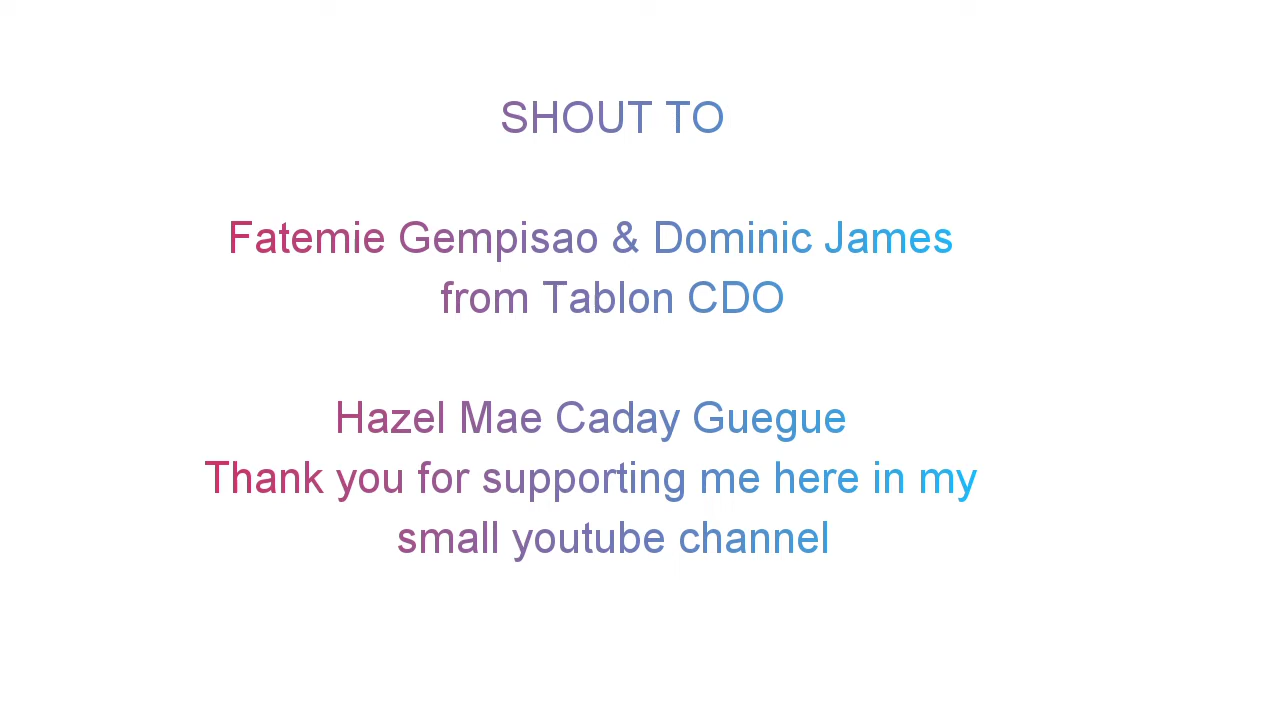 SHOUT TO
Fatemie Gempisao & Dominic James
from Tablon CDO
Hazel Mae Caday Guegue
Thank you for supporting me here in my
small youtube channel